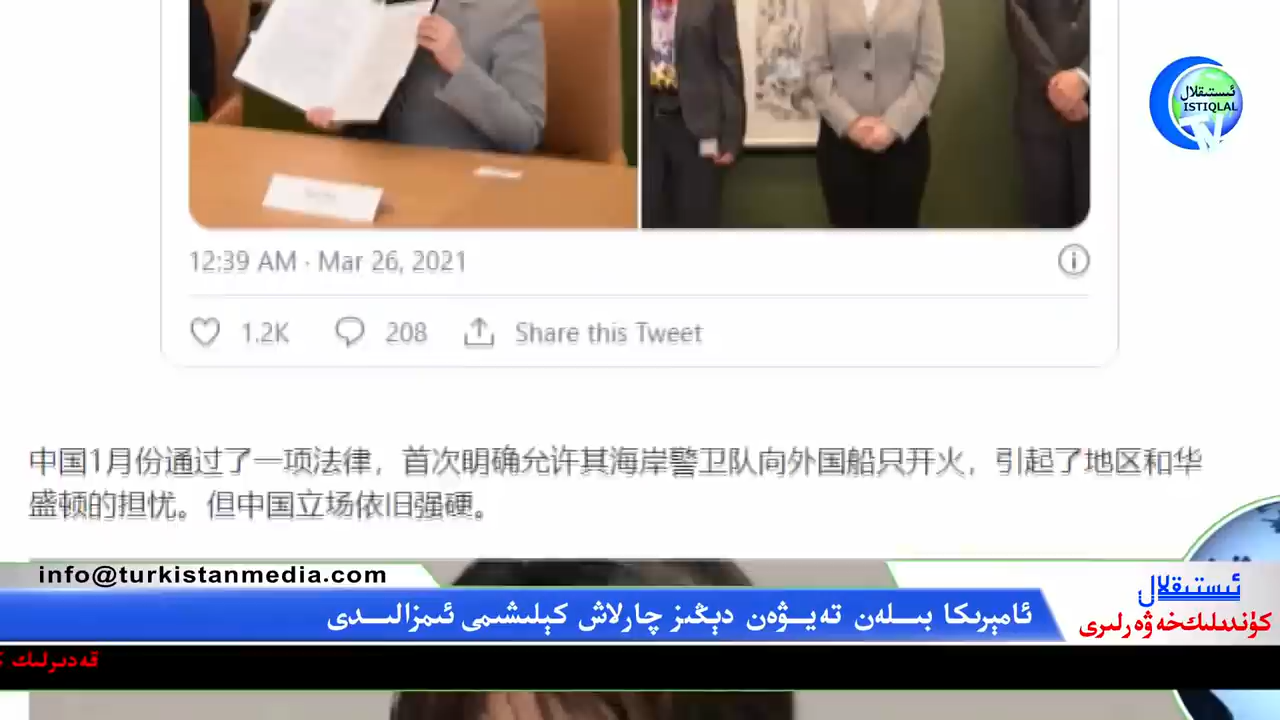 ئىستىقلال
ISTIQLAL
TV
12:39 AM · Mar 26, 2021
1.2K
208
Share this Tweet
中国1月份通过了一项法律，首次明确允许其海岸警卫队向外国船只开火，引起了地区和华
盛顿的担忧。但中国立场依旧强硬。
info@turkistanmedia.com
ئىستىقلال
ئامېرىكا بىلەن تەيۋەن دېڭىز چارلاش كېلىشىمى ئىمزالىدى
كۈندىلىك خەۋەرلىرى
قەدىرلىك